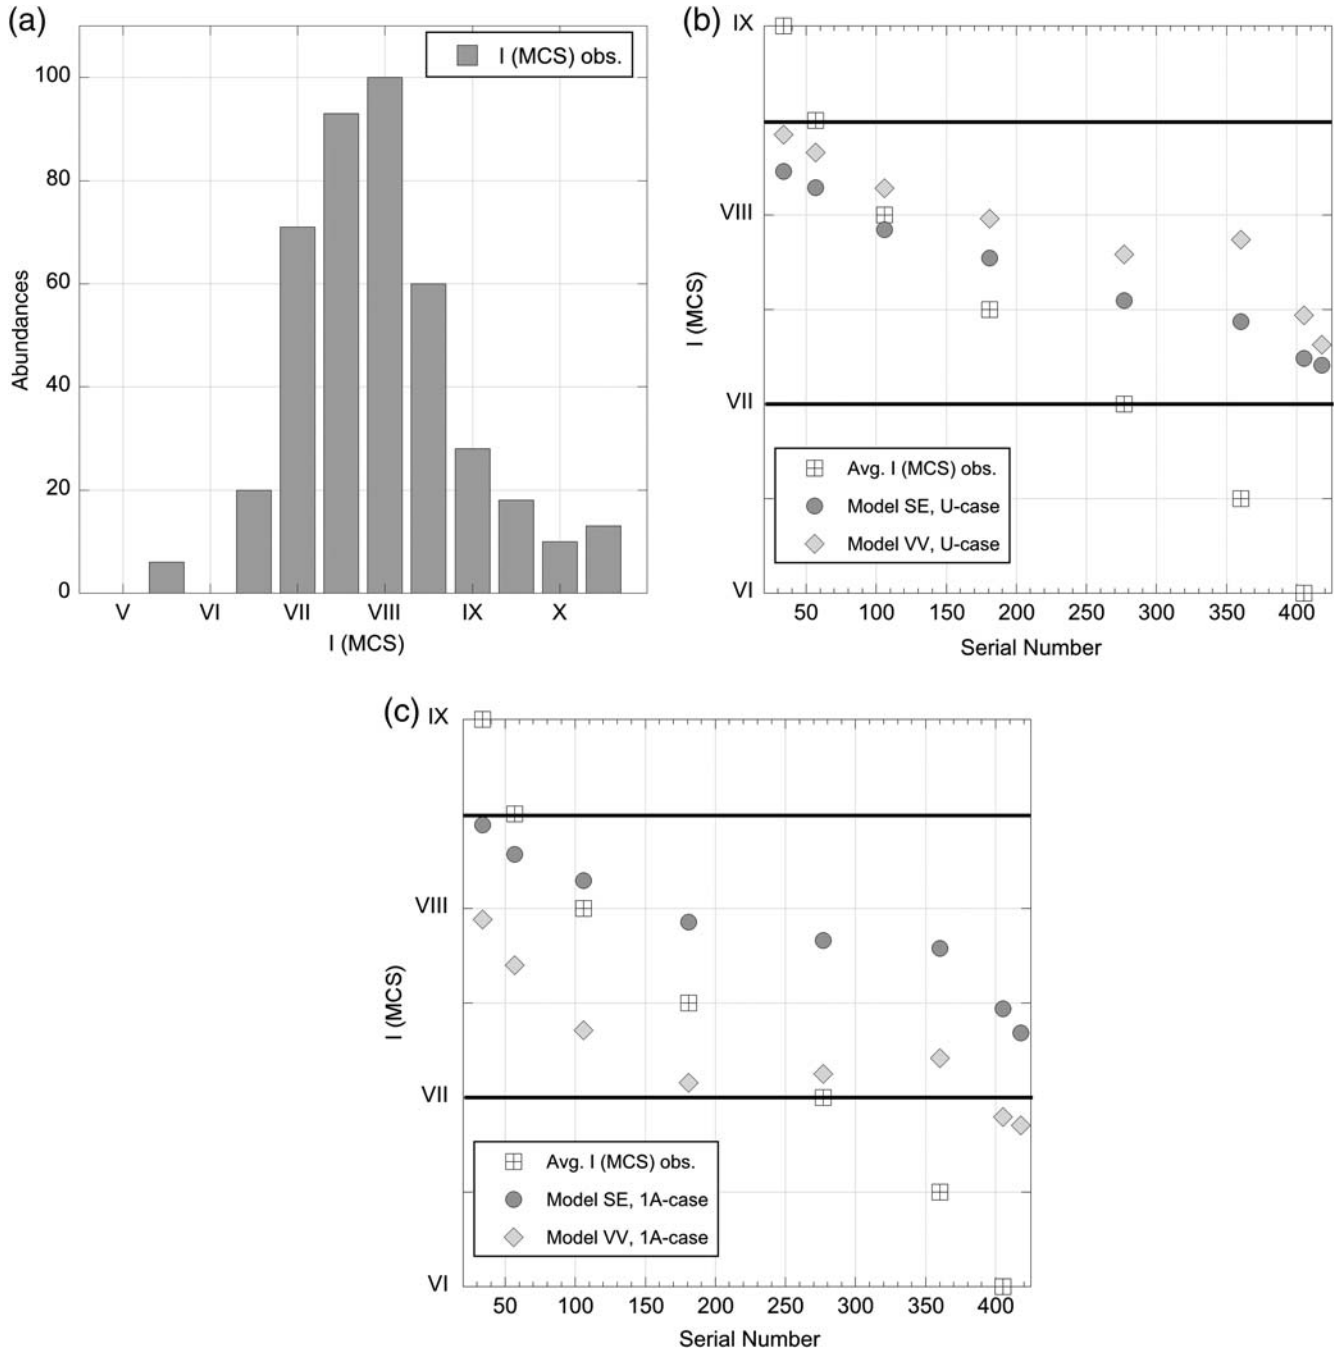 (a)
I (MCS) obs.
100
80
60
40
20
0
Abundances
V VI VII VIII IX X
I (MCS)
(b)
IX
VIII
VII
VI
I (MCS)
Avg. I (MCS) obs.
Model SE, U-case
Model VV, U-case
50 100 150 200 250 300 350 400
Serial Number
(c)
IX
VIII
VII
VI
I (MCS)
Avg. I (MCS) obs.
Model SE, 1A-case
Model VV, 1A-case
50 100 150 200 250 300 350 400
Serial Number